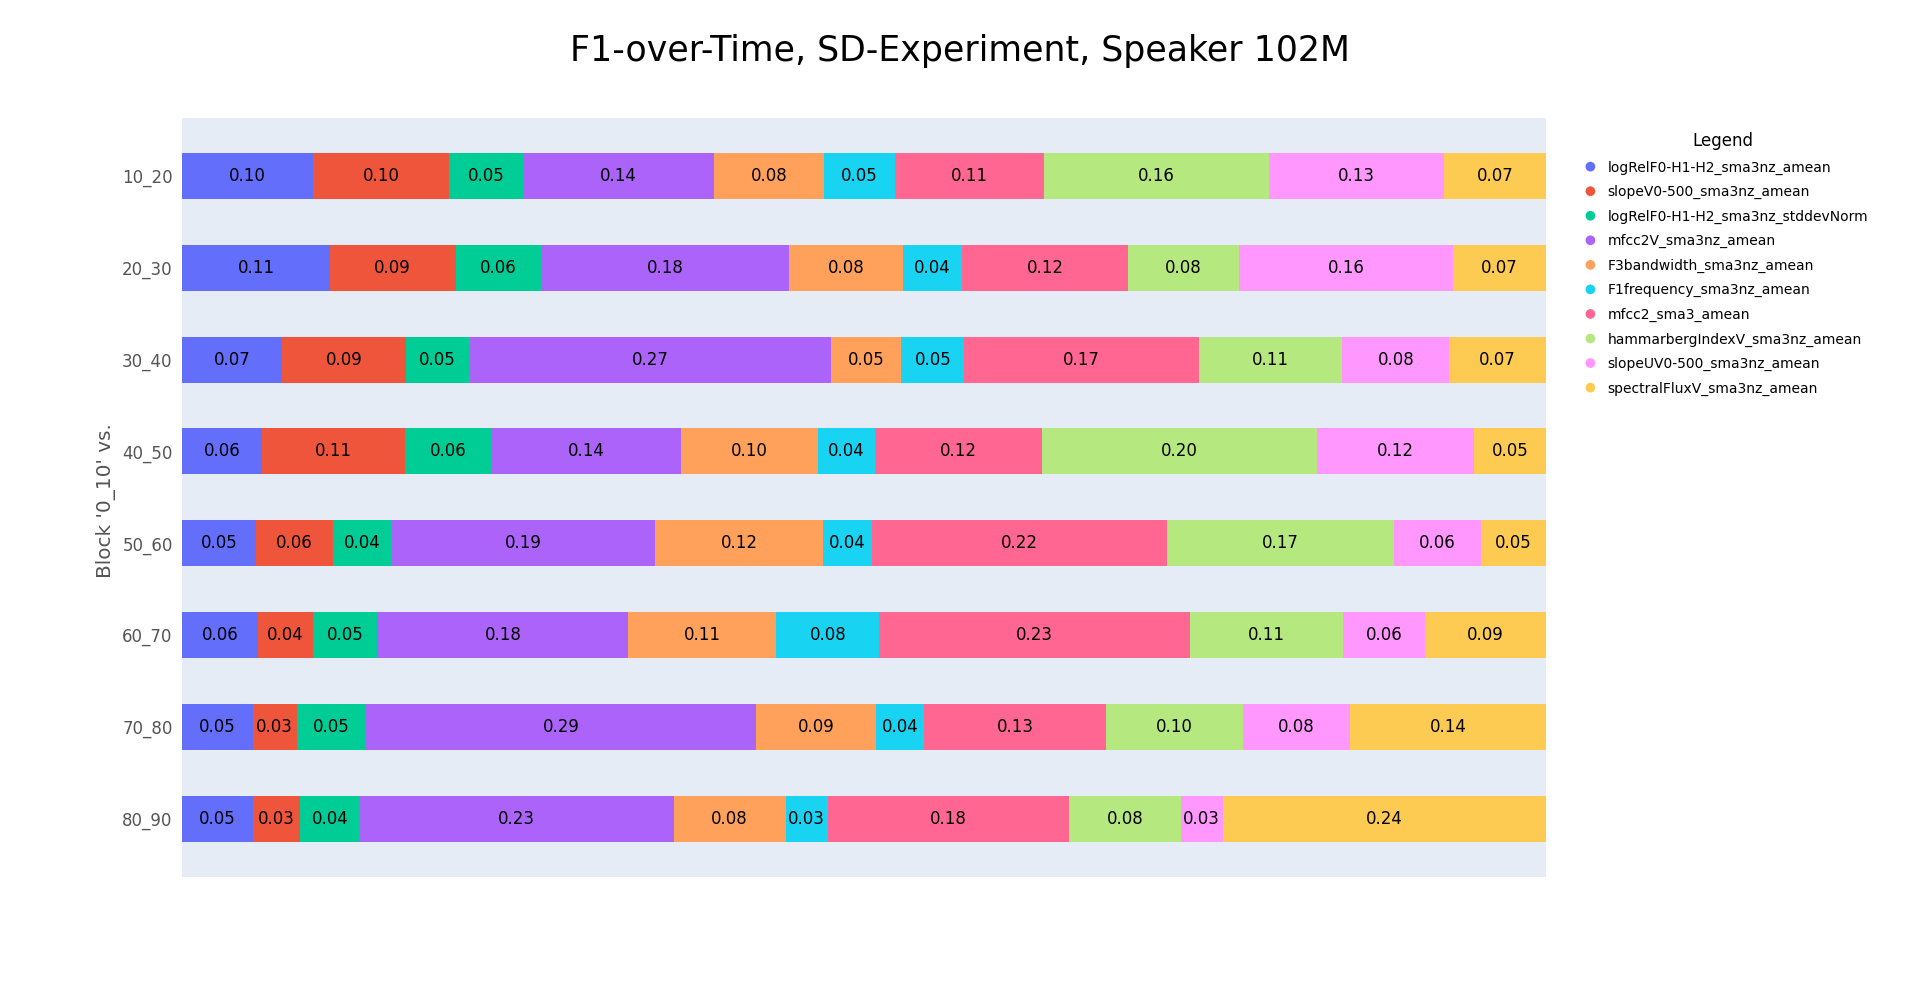 F1-over-Time, SD-Experiment, Speaker 102M
Block '0_10' vs.
10_20 0.10 0.10 0.05 0.14 0.08 0.05 0.11 0.16 0.13 0.07
20_30 0.11 0.09 0.06 0.18 0.08 0.04 0.12 0.08 0.16 0.07
30_40 0.07 0.09 0.05 0.27 0.05 0.05 0.17 0.11 0.08 0.07
40_50 0.06 0.11 0.06 0.14 0.10 0.04 0.12 0.20 0.12 0.05
50_60 0.05 0.06 0.04 0.19 0.12 0.04 0.22 0.17 0.06 0.05
60_70 0.06 0.04 0.05 0.18 0.11 0.08 0.23 0.11 0.06 0.09
70_80 0.05 0.03 0.05 0.29 0.09 0.04 0.13 0.10 0.08 0.14
80_90 0.05 0.03 0.04 0.23 0.08 0.03 0.18 0.08 0.03 0.24
Legend
logRelF0-H1-H2_sma3nz_amean
slopeV0-500_sma3nz_amean
logRelF0-H1-H2_sma3nz_stddevNorm
mfcc2V_sma3nz_amean
F3bandwidth_sma3nz_amean
F1frequency_sma3nz_amean
mfcc2_sma3_amean
hammarbergIndexV_sma3nz_amean
slopeUV0-500_sma3nz_amean
spectralFluxV_sma3nz_amean